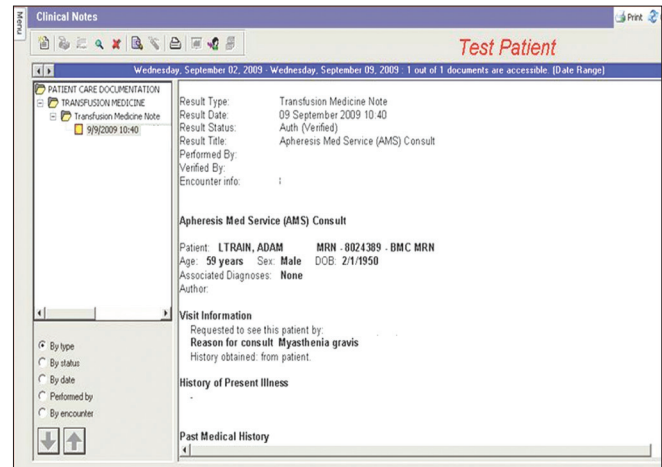 Menu
Clinical Notes
Print
Test Patient
Wednesday, September 02, 2009 - Wednesday, September 09, 2009 : 1 out of 1 documents are accessible. (Date Range)
PATIENT CARE DOCUMENTATION
TRANSFUSION MEDICINE
Transfusion Medicine Note
9/9/2009 10:40
By type
By status
By date
Performed by
By encounter
Result Type: Transfusion Medicine Note
Result Date: 09 September 2009 10:40
Result Status: Auth (Verified)
Result Title: Apheresis Med Service (AMS) Consult
Performed By:
Verified By:
Encounter info:
Apheresis Med Service (AMS) Consult
Patient: LTRAIN, ADAM MRN - 8024389 - BMC MRN
Age: 59 years Sex: Male DOB: 2/1/1950
Associated Diagnoses: None
Author:
Visit Information
Requested to see this patient by:
Reason for consult Myasthenia gravis
History obtained: from patient.
History of Present Illness
-
Past Medical History